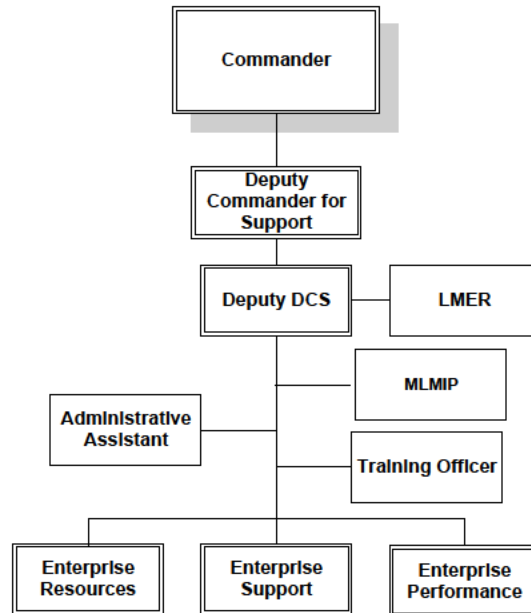 Commander
Deputy
Commander for
Support
Deputy DCS
LMER
MLMIP
Administrative
Assistant
Training Officer
Enterprise
Resources
Enterprise
Support
Enterprise
Performance